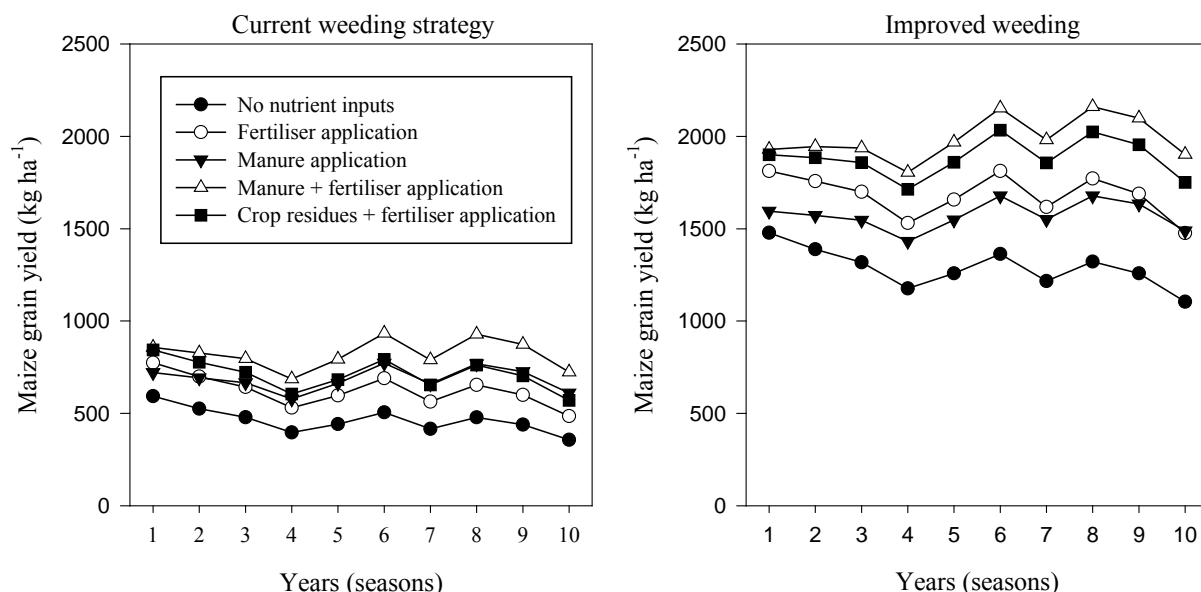 Current weeding strategy
Maize grain yield (kg ha⁻¹)
2500
2000
1500
1000
500
0
No nutrient inputs
Fertiliser application
Manure application
Manure + fertiliser application
Crop residues + fertiliser application
1 2 3 4 5 6 7 8 9 10
Years (seasons)
Improved weeding
Maize grain yield (kg ha⁻¹)
2500
2000
1500
1000
500
0
1 2 3 4 5 6 7 8 9 10
Years (seasons)